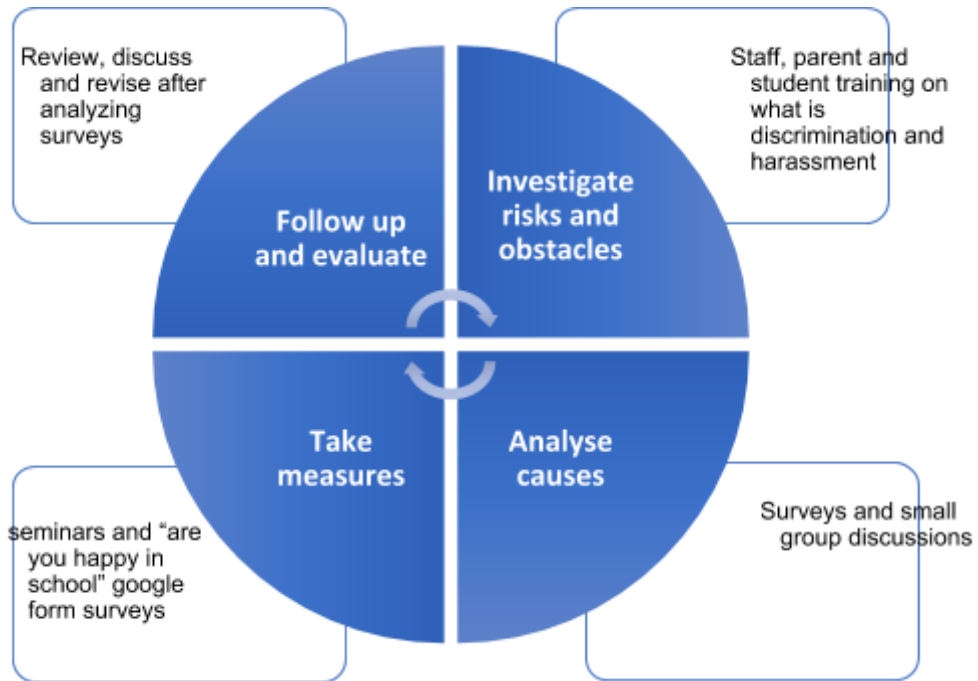 Review, discuss
and revise after
analyzing
surveys
Staff, parent and
student training on
what is
discrimination and
harassment
Follow up
and evaluate
Investigate
risks and
obstacles
Take
measures
Analyse
causes
seminars and “are
you happy in
school” google
form surveys
Surveys and small
group discussions